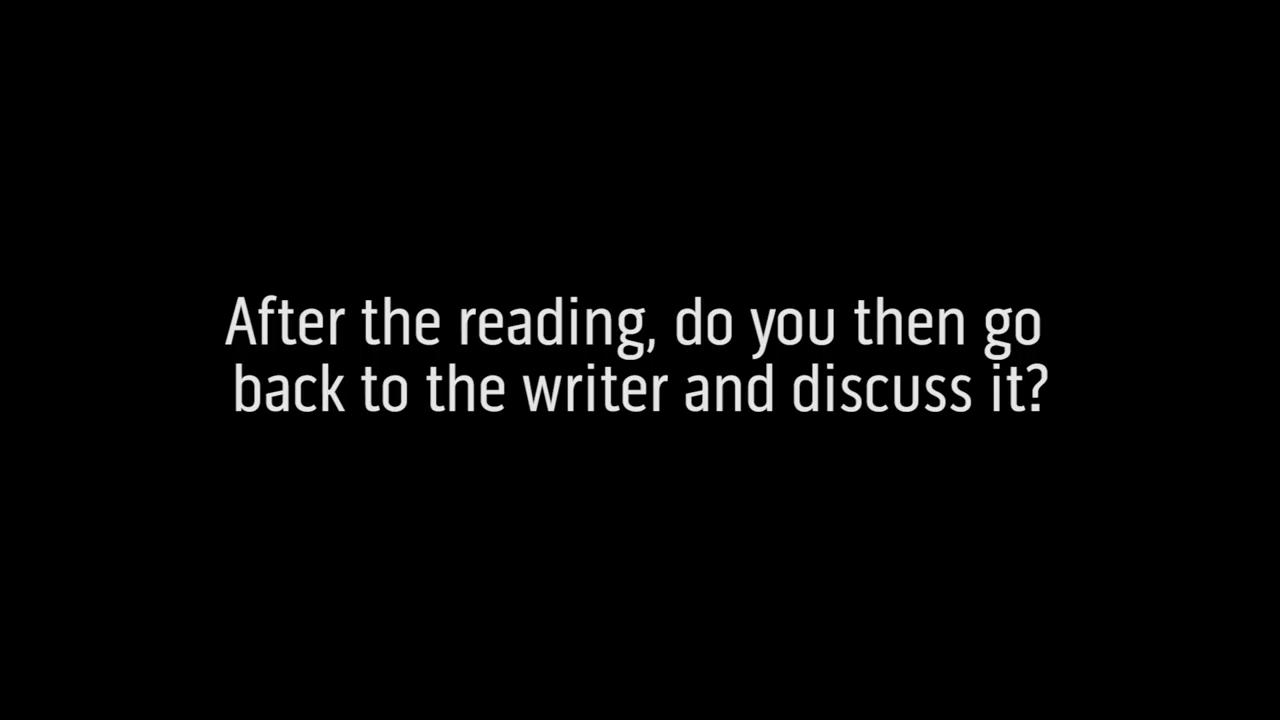 After the reading, do you then go
back to the writer and discuss it?